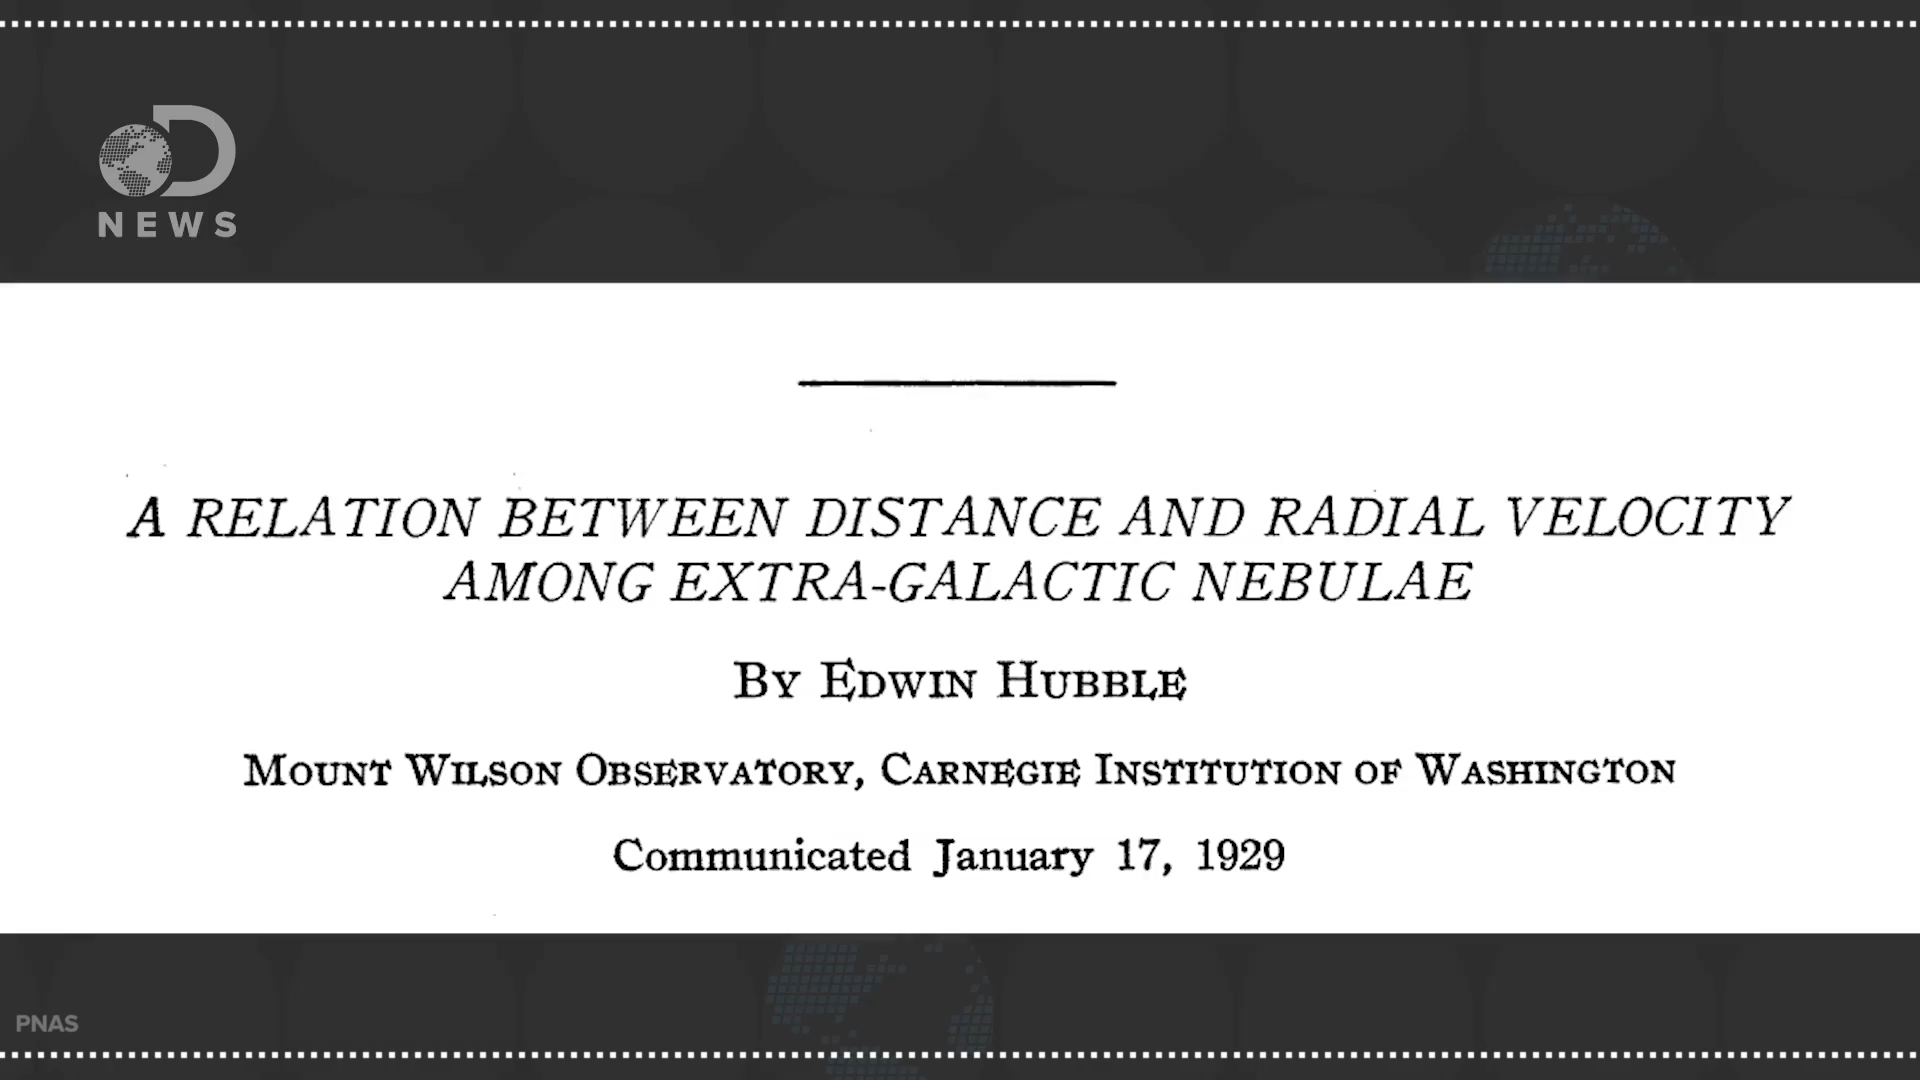 NEWS
A RELATION BETWEEN DISTANCE AND RADIAL VELOCITY
AMONG EXTRA-GALACTIC NEBULAE
BY EDWIN HUBBLE
MOUNT WILSON OBSERVATORY, CARNEGIE INSTITUTION OF WASHINGTON
Communicated January 17, 1929
PNAS